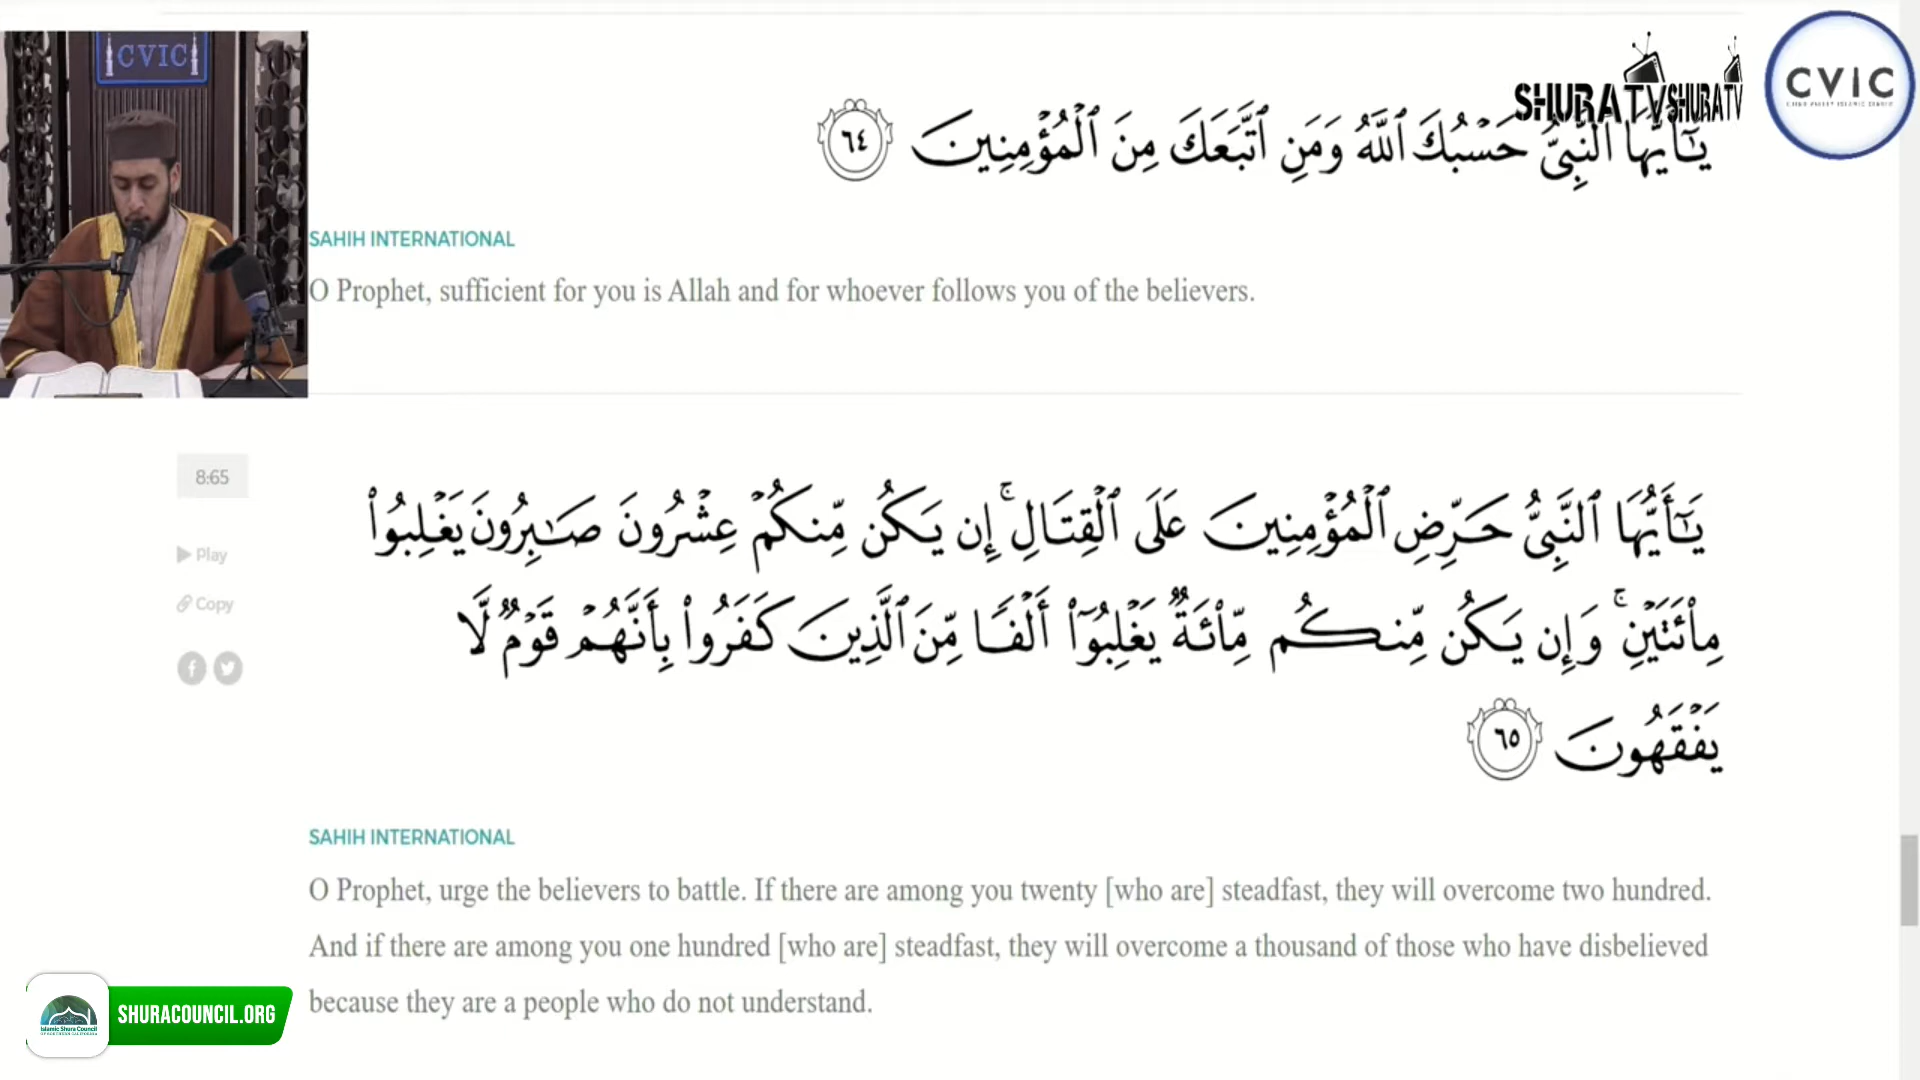 CVIC
SHURA TV SHURATV
CVIC
يَٰٓأَيُّهَا ٱلنَّبِىُّ حَسْبُكَ ٱللَّهُ وَمَنِ ٱتَّبَعَكَ مِنَ ٱلْمُؤْمِنِينَ ٦٤
SAHIH INTERNATIONAL
O Prophet, sufficient for you is Allah and for whoever follows you of the believers.
8:65
Play
Copy
يَٰٓأَيُّهَا ٱلنَّبِىُّ حَرِّضِ ٱلْمُؤْمِنِينَ عَلَى ٱلْقِتَالِ ۚ إِن يَكُن مِّنكُمْ عِشْرُونَ صَٰبِرُونَ يَغْلِبُوا۟
مِا۟ئَتَيْنِ ۚ وَإِن يَكُن مِّنكُم مِّا۟ئَةٌ يَغْلِبُوٓا۟ أَلْفًا مِّنَ ٱلَّذِينَ كَفَرُوا۟ بِأَنَّهُمْ قَوْمٌ لَّا
يَفْقَهُونَ ٦٥
SAHIH INTERNATIONAL
O Prophet, urge the believers to battle. If there are among you twenty [who are] steadfast, they will overcome two hundred.
And if there are among you one hundred [who are] steadfast, they will overcome a thousand of those who have disbelieved
because they are a people who do not understand.
Islamic Shura Council
SHURACOUNCIL.ORG